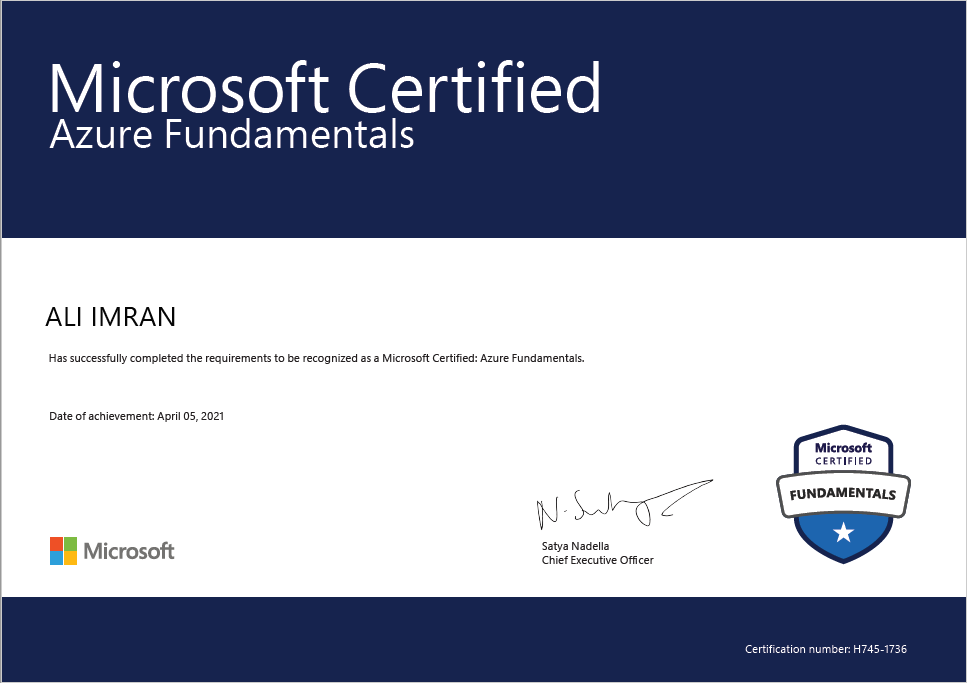 Microsoft Certified
Azure Fundamentals
ALI IMRAN
Has successfully completed the requirements to be recognized as a Microsoft Certified: Azure Fundamentals.
Date of achievement: April 05, 2021
Microsoft
CERTIFIED
FUNDAMENTALS
N. Satya
Satya Nadella
Chief Executive Officer
Microsoft
Certification number: H745-1736